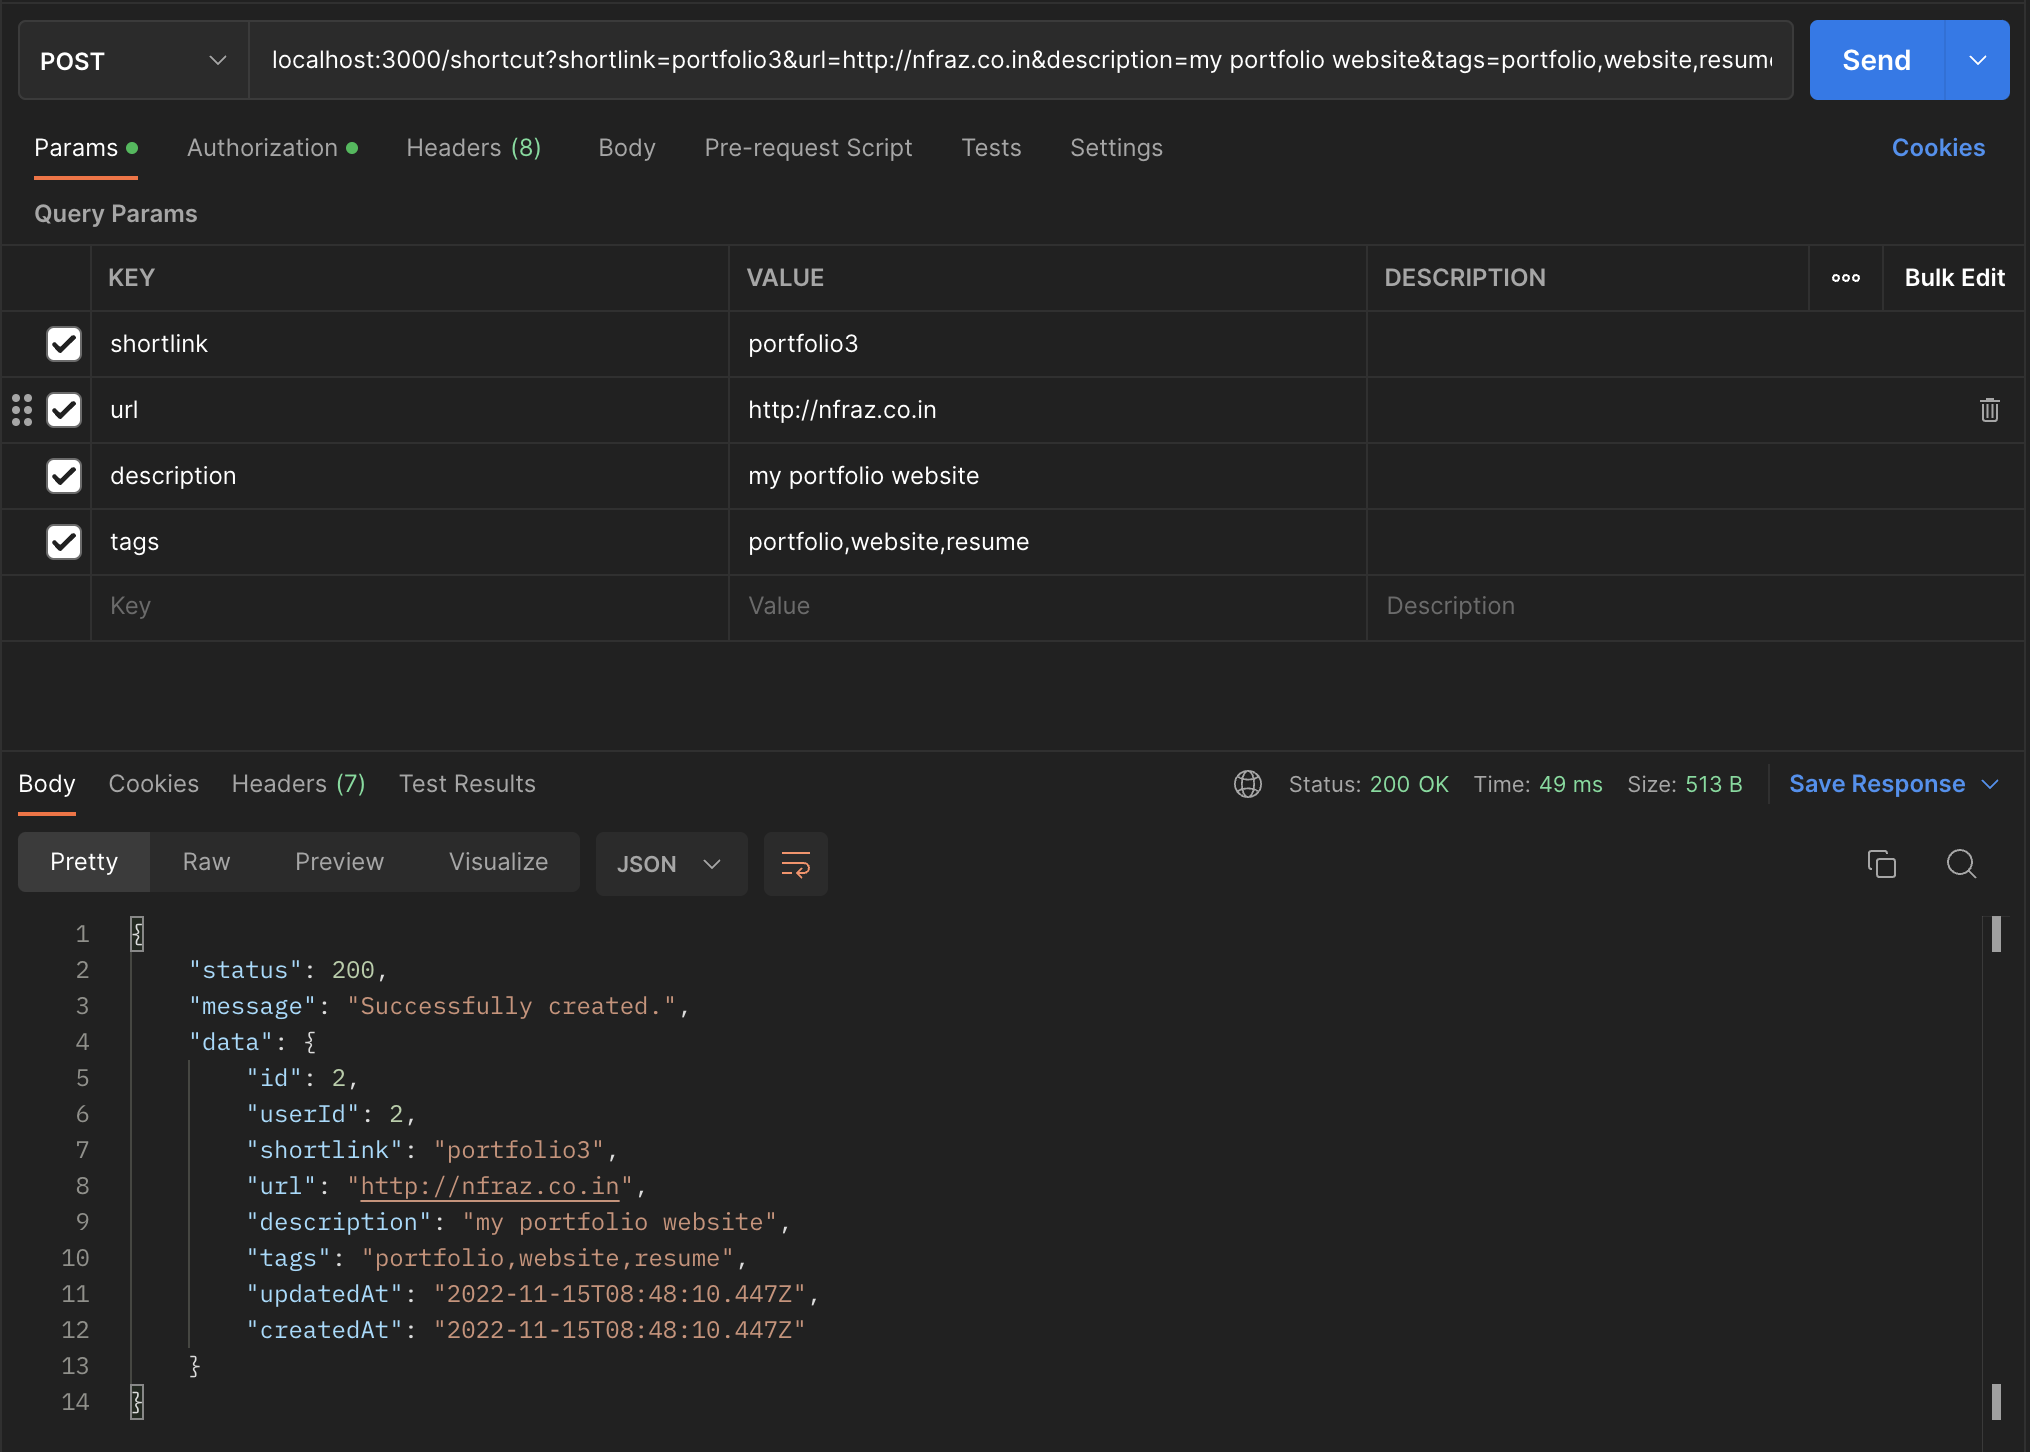 POST
localhost:3000/shortcut?shortlink=portfolio3&url=http://nfraz.co.in&description=my portfolio website&tags=portfolio,website,resum
Send
Params
Authorization
Headers (8)
Body
Pre-request Script
Tests
Settings
Cookies
Query Params
KEY VALUE DESCRIPTION Bulk Edit
shortlink portfolio3
url http://nfraz.co.in
description my portfolio website
tags portfolio,website,resume
Key Value Description
Body Cookies Headers (7) Test Results Status: 200 OK Time: 49 ms Size: 513 B Save Response
Pretty Raw Preview Visualize JSON
1 {
2 "status": 200,
3 "message": "Successfully created.",
4 "data": {
5 "id": 2,
6 "userId": 2,
7 "shortlink": "portfolio3",
8 "url": "http://nfraz.co.in",
9 "description": "my portfolio website",
10 "tags": "portfolio,website,resume",
11 "updatedAt": "2022-11-15T08:48:10.447Z",
12 "createdAt": "2022-11-15T08:48:10.447Z"
13 }
14 }